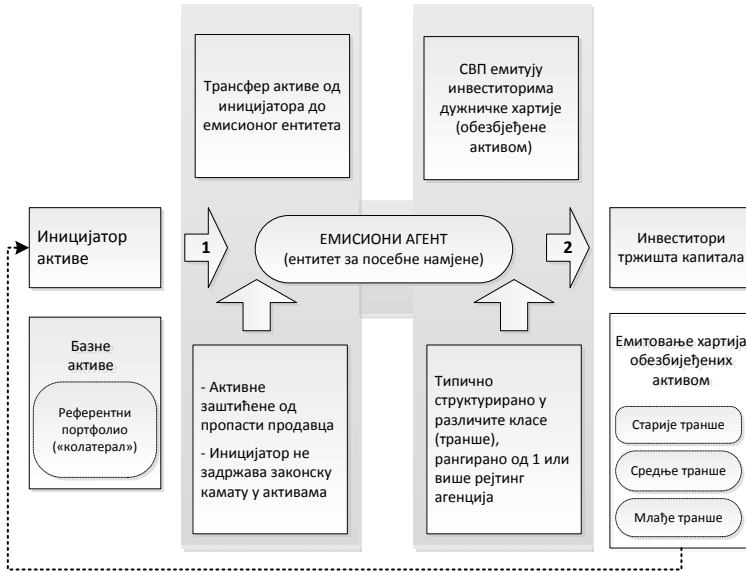 Трансфер активе од
иницијатора до
емисионог ентитета
СВП емитују
инвеститорима
дужничке хартије
(обезбјеђене
активом)
Иницијатор
активе
1
ЕМИСИОНИ АГЕНТ
(ентитет за посебне намјене)
2
Инвеститори
тржишта капитала
Базне
активе
Референтни
портфолио
(«колатерал»)
- Активне
заштићене од
пропасти продавца
- Иницијатор не
задржава законску
камату у активама
Типично
структурирано у
различите класе
(транше),
рангирано од 1 или
више рејтинг
агенција
Емитовање хартија
обезбијеђених
активом
Старије транше
Средње транше
Млађе транше